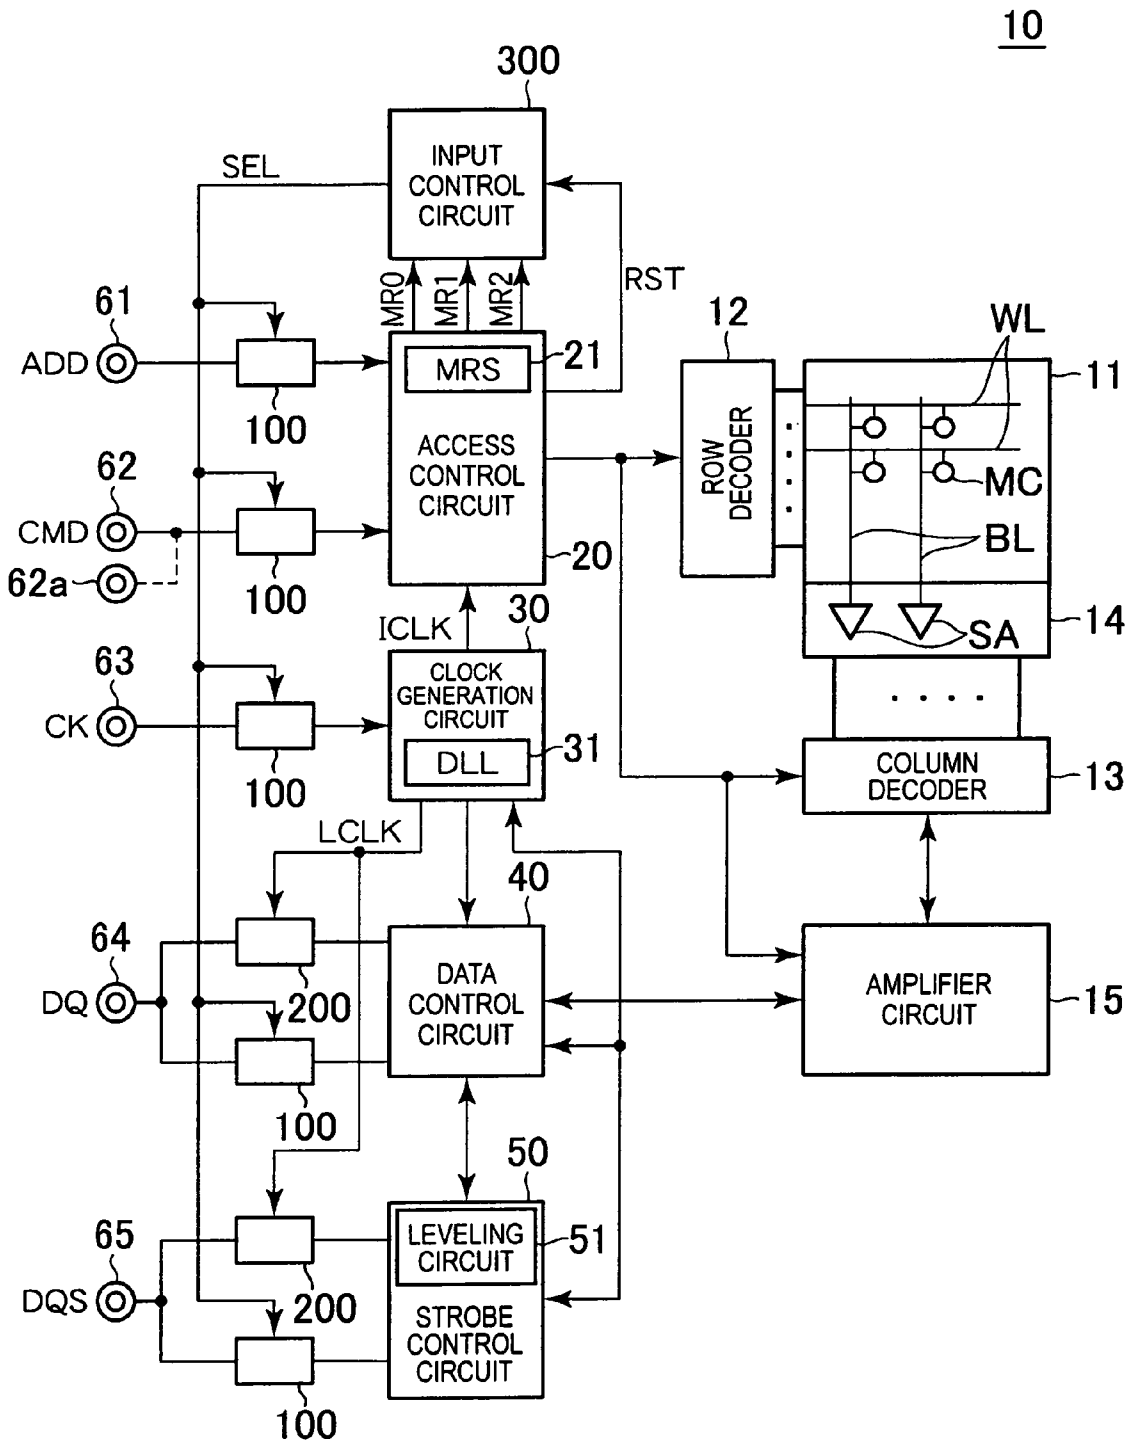 10
300
INPUT
CONTROL
CIRCUIT
SEL
MR0
MR1
MR2
RST
61
ADD
100
MRS
21
ACCESS
CONTROL
CIRCUIT
20
12
ROW
DECODER
WL
11
MC
BL
SA
14
62
CMD
62a
100
ICLK
30
63
CK
100
CLOCK
GENERATION
CIRCUIT
DLL
31
COLUMN
DECODER
13
LCLK
40
64
DQ
200
100
DATA
CONTROL
CIRCUIT
AMPLIFIER
CIRCUIT
15
50
65
DQS
200
100
LEVELING
CIRCUIT
51
STROBE
CONTROL
CIRCUIT